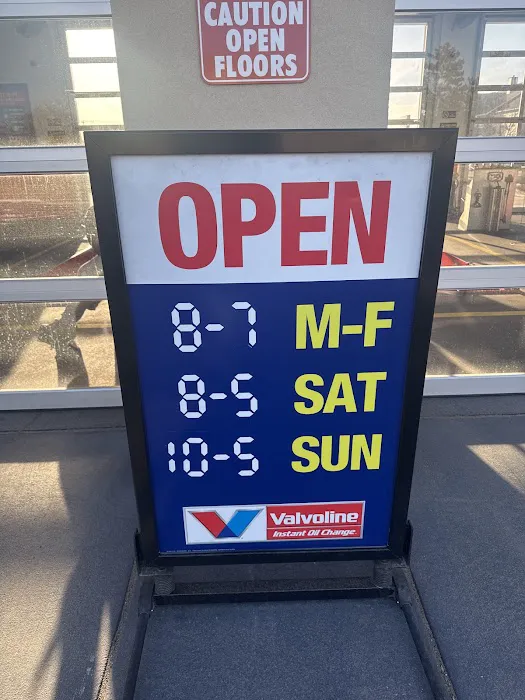 CAUTION
OPEN
FLOORS
OPEN
8-7 M-F
8-5 SAT
10-5 SUN
Valvoline
Instant Oil Change